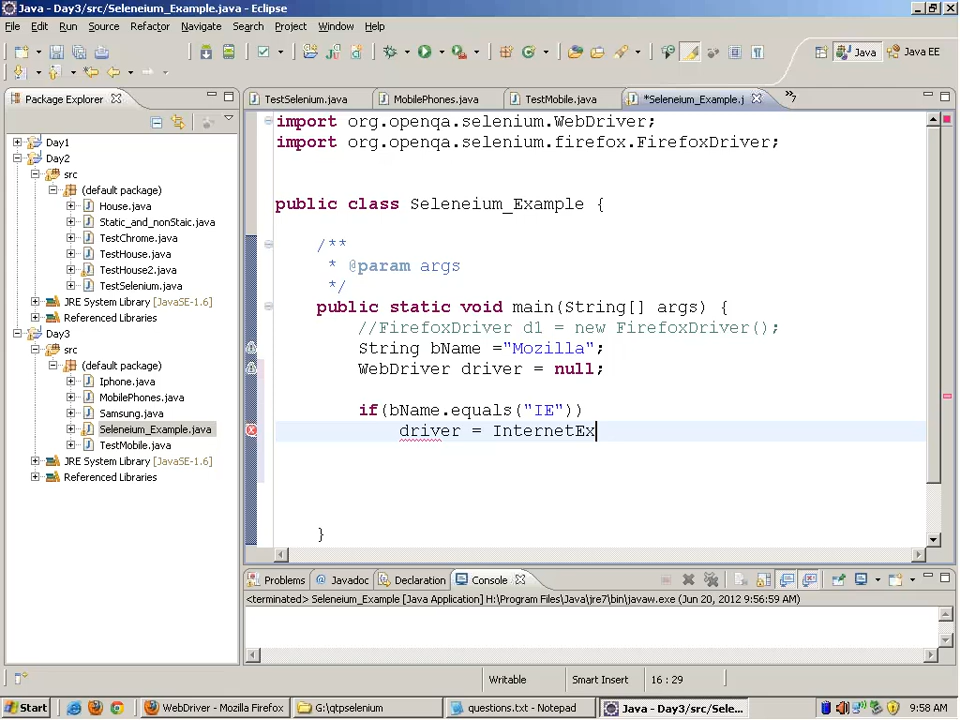 Java - Day3/src/Seleneium_Example.java - Eclipse
File Edit Run Source Refactor Navigate Search Project Window Help
Java Java EE
Package Explorer
TestSelenium.java MobilePhones.java TestMobile.java *Seleneium_Example.j »7
Day1
Day2
src
(default package)
House.java
Static_and_nonStaic.java
TestChrome.java
TestHouse.java
TestHouse2.java
TestSelenium.java
JRE System Library [JavaSE-1.6]
Referenced Libraries
Day3
src
(default package)
Iphone.java
MobilePhones.java
Samsung.java
Seleneium_Example.java
TestMobile.java
JRE System Library [JavaSE-1.6]
Referenced Libraries
import org.openqa.selenium.WebDriver;
import org.openqa.selenium.firefox.FirefoxDriver;
public class Seleneium_Example {
/**
* @param args
*/
public static void main(String[] args) {
//FirefoxDriver d1 = new FirefoxDriver();
String bName ="Mozilla";
WebDriver driver = null;
if(bName.equals("IE"))
driver = InternetEx
}
Problems @ Javadoc Declaration Console
<terminated> Seleneium_Example [Java Application] H:\Program Files\Java\jre7\bin\javaw.exe (Jun 20, 2012 9:56:59 AM)
Writable Smart Insert 16 : 29
Start WebDriver - Mozilla Firefox G:\qtpselenium questions.txt - Notepad Java - Day3/src/Sele... 9:58 AM